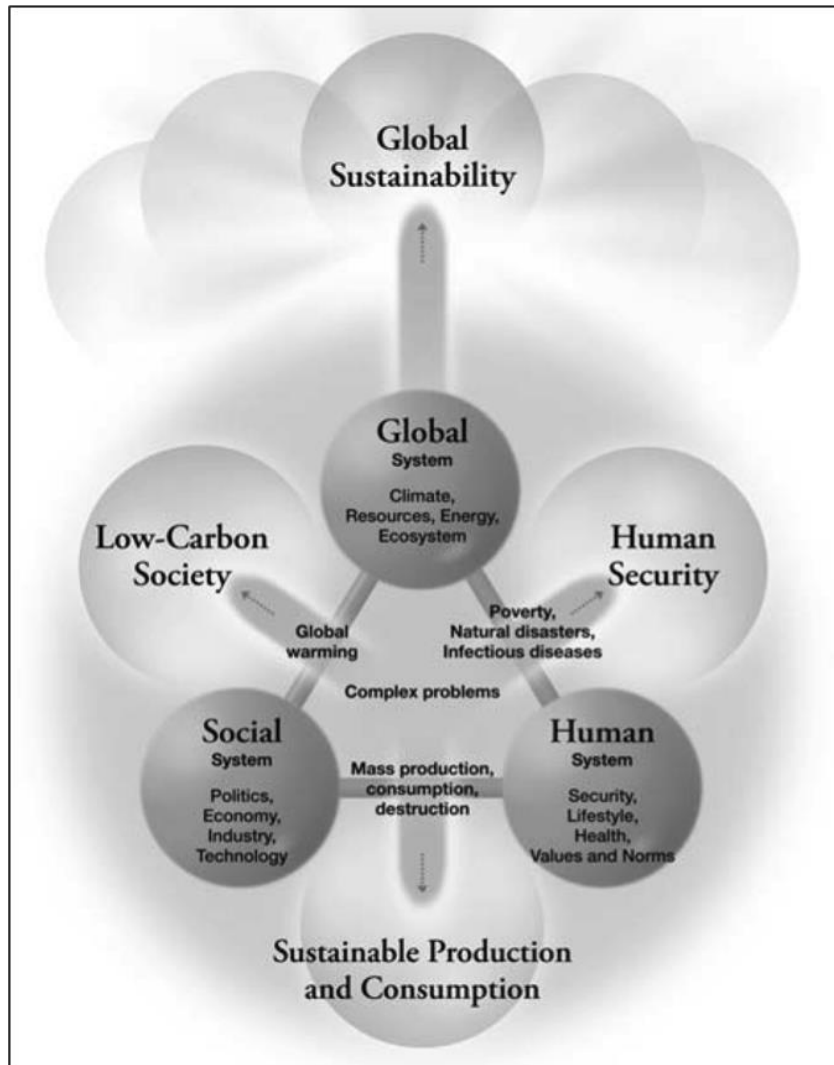 Global
Sustainability
Global
System
Climate,
Resources, Energy,
Ecosystem
Low-Carbon
Society
Human
Security
Global
warming
Poverty,
Natural disasters,
Infectious diseases
Complex problems
Social
System
Politics,
Economy,
Industry,
Technology
Mass production,
consumption,
destruction
Human
System
Security,
Lifestyle,
Health,
Values and Norms
Sustainable Production
and Consumption